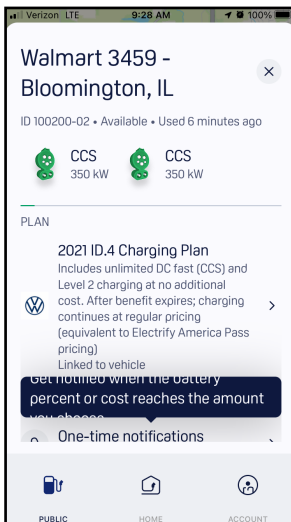 Verizon LTE 9:28 AM 100%
Walmart 3459 -
Bloomington, IL
ID 100200-02 • Available • Used 6 minutes ago
CCS CCS
350 kW 350 kW
PLAN
2021 ID.4 Charging Plan
Includes unlimited DC fast (CCS) and
Level 2 charging at no additional
cost. After benefit expires; charging
continues at regular pricing
(equivalent to Electrify America Pass
pricing)
Linked to vehicle
Get notified when the battery
percent or cost reaches the amount
you choose
One-time notifications
PUBLIC HOME ACCOUNT